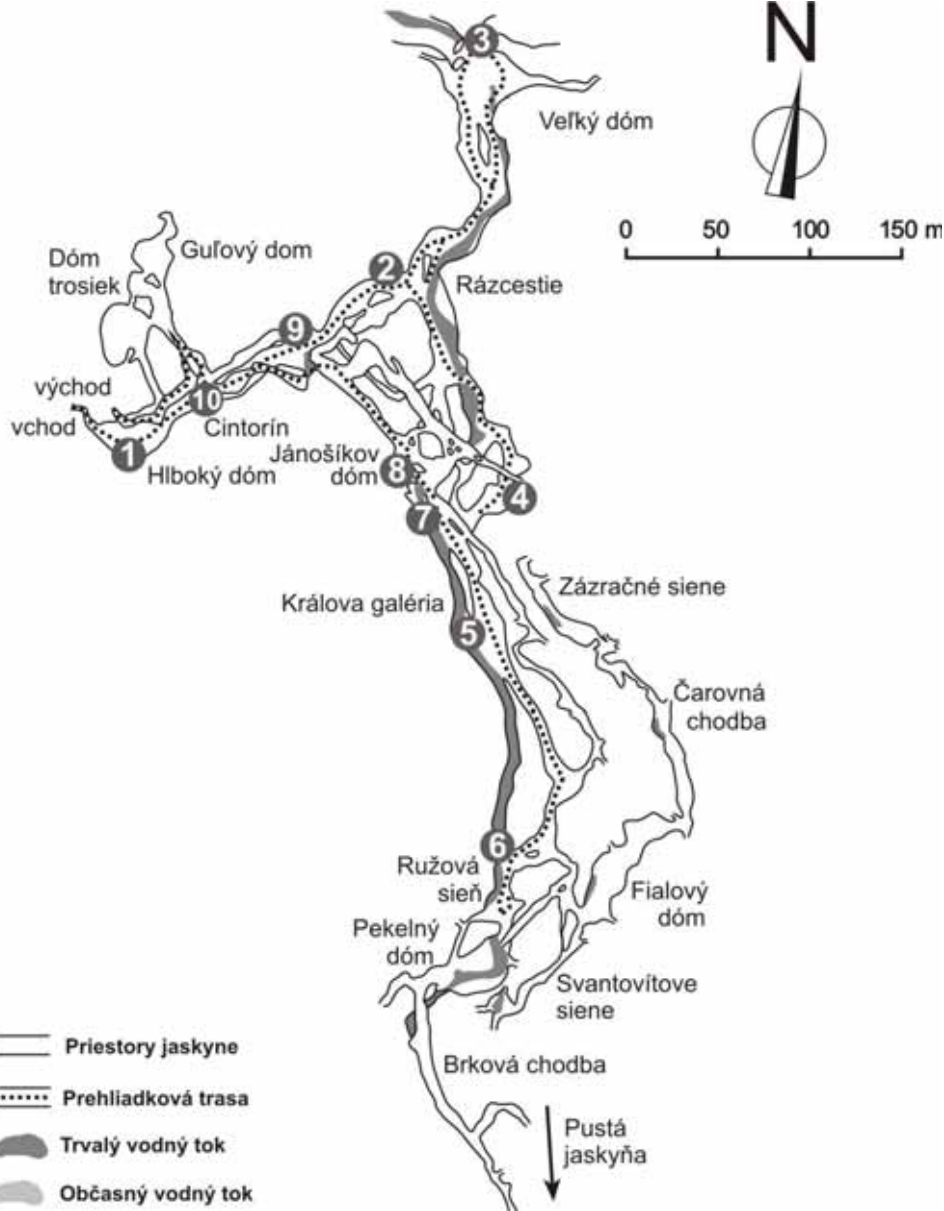 N
3
Veľký dóm
0 50 100 150 m
Guľový dom
Dóm
trosiek
2
Rázcestie
9
východ
vchod
10
Cintorín
1
Hlboký dóm
Jánošíkov
dóm
8
4
7
Zázračné siene
Králova galéria
5
Čarovná
chodba
6
Ružová
sieň
Fialový
dóm
Pekelný
dóm
Svantovítove
siene
Brková chodba
Pustá
jaskyňa
Priestory jaskyne
Prehliadková trasa
Trvalý vodný tok
Občasný vodný tok